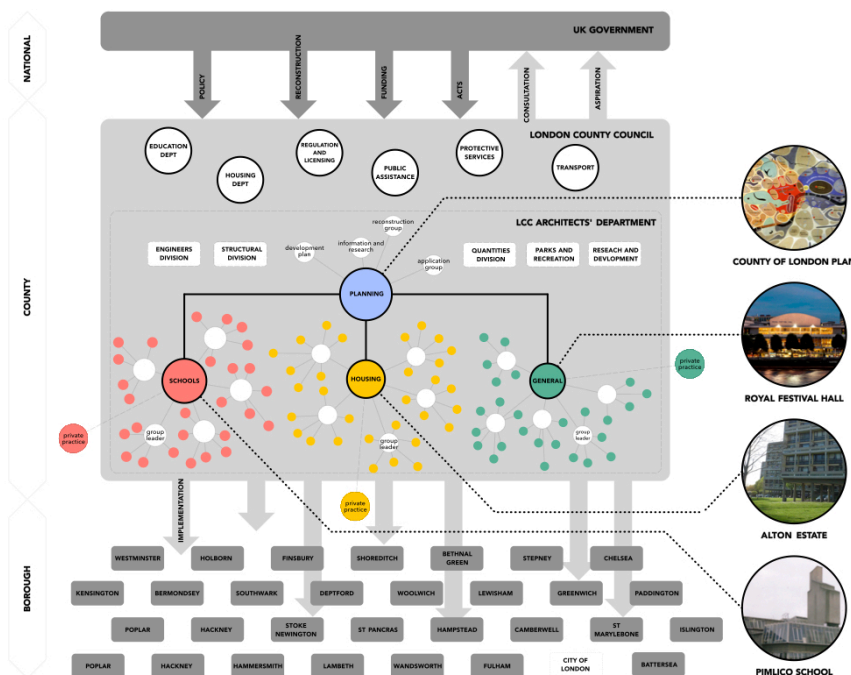 NATIONAL
UK GOVERNMENT
POLICY
RECONSTRUCTION
FUNDING
ACTS
CONSULTATION
ASPIRATION
COUNTY
LONDON COUNTY COUNCIL
EDUCATION
DEPT
HOUSING
DEPT
REGULATION
AND
LICENSING
PUBLIC
ASSISTANCE
PROTECTIVE
SERVICES
TRANSPORT
LCC ARCHITECTS' DEPARTMENT
ENGINEERS
DIVISION
STRUCTURAL
DIVISION
development
plan
information and
research
reconstruction
group
application
group
QUANTITIES
DIVISION
PARKS AND
RECREATION
RESEACH AND
DEVLOPMENT
PLANNING
SCHOOLS
HOUSING
GENERAL
private
practice
group
leader
private
practice
group
leader
private
practice
group
leader
COUNTY OF LONDON PLAN
ROYAL FESTIVAL HALL
ALTON ESTATE
PIMLICO SCHOOL
IMPLEMENTATION
BOROUGH
WESTMINSTER
HOLBORN
FINSBURY
SHOREDITCH
BETHNAL
GREEN
STEPNEY
CHELSEA
KENSINGTON
BERMONDSEY
SOUTHWARK
DEPTFORD
WOOLWICH
LEWISHAM
GREENWICH
PADDINGTON
POPLAR
HACKNEY
STOKE
NEWINGTON
ST PANCRAS
HAMPSTEAD
CAMBERWELL
ST
MARYLEBONE
ISLINGTON
POPLAR
HACKNEY
HAMMERSMITH
LAMBETH
WANDSWORTH
FULHAM
CITY OF
LONDON
BATTERSEA